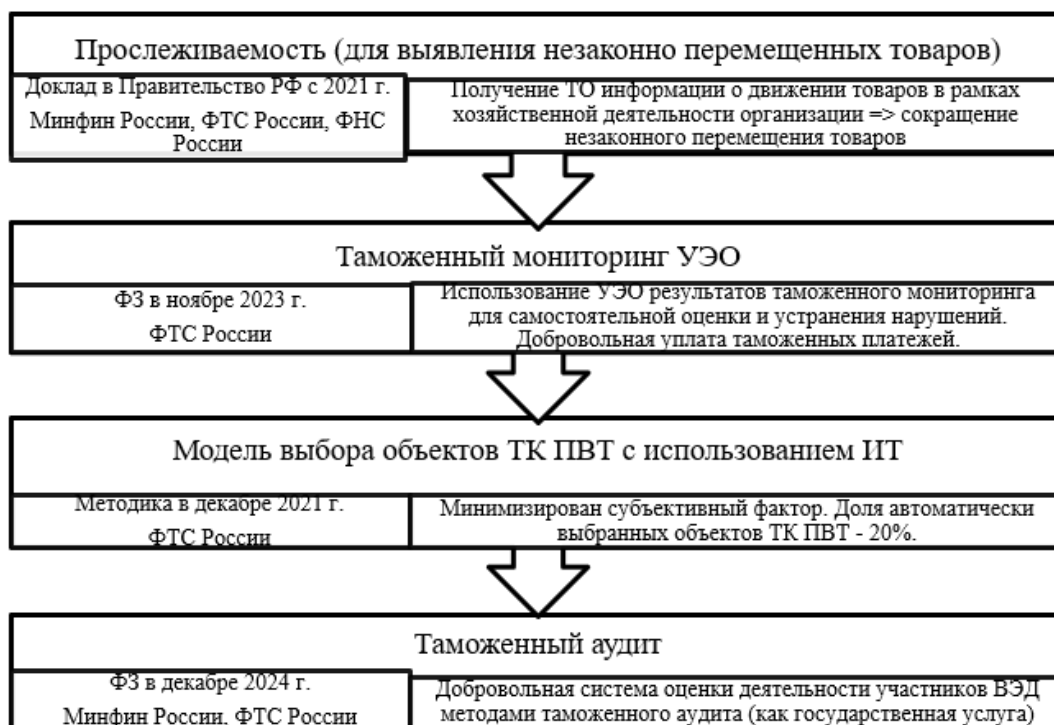 Прослеживаемость (для выявления незаконно перемещенных товаров)
Доклад в Правительство РФ с 2021 г.
Минфин России, ФТС России, ФНС
России
Получение ТО информации о движении товаров в рамках
хозяйственной деятельности организации => сокращение
незаконного перемещения товаров
Таможенный мониторинг УЭО
ФЗ в ноябре 2023 г.
ФТС России
Использование УЭО результатов таможенного мониторинга
для самостоятельной оценки и устранения нарушений.
Добровольная уплата таможенных платежей.
Модель выбора объектов ТК ПВТ с использованием ИТ
Методика в декабре 2021 г.
ФТС России
Минимизирован субъективный фактор. Доля автоматически
выбранных объектов ТК ПВТ - 20%.
Таможенный аудит
ФЗ в декабре 2024 г.
Минфин России, ФТС России
Добровольная система оценки деятельности участников ВЭД
методами таможенного аудита (как государственная услуга)